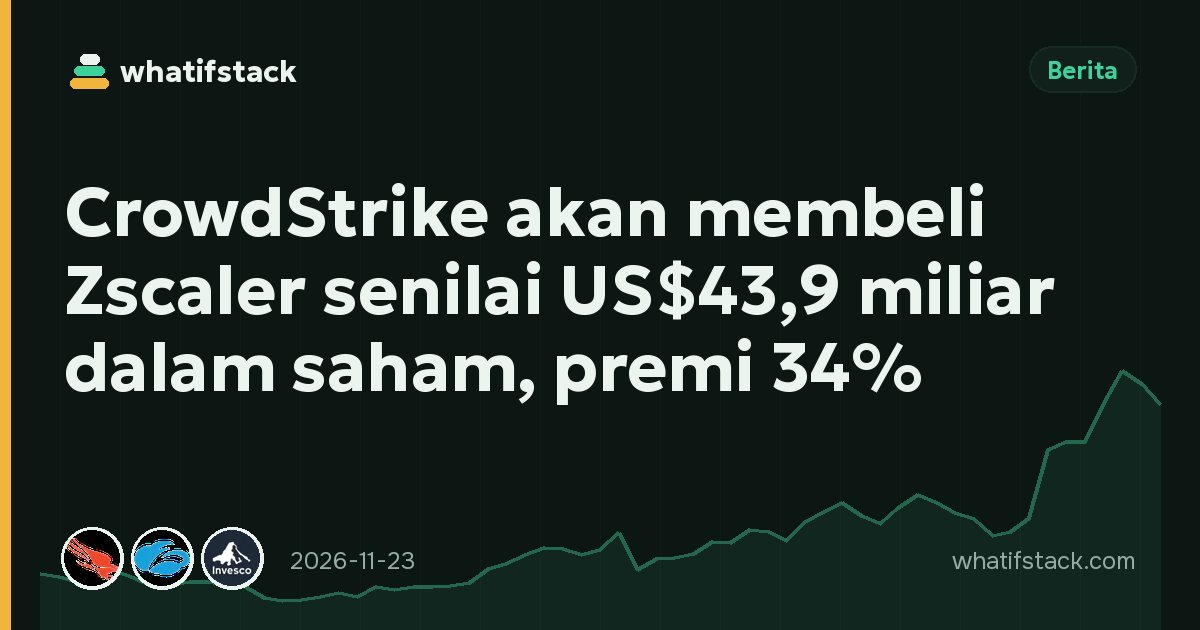 whatifstack
Berita
CrowdStrike akan membeli
Zscaler senilai US$43,9 miliar
dalam saham, premi 34%
Invesco
2026-11-23
whatifstack.com